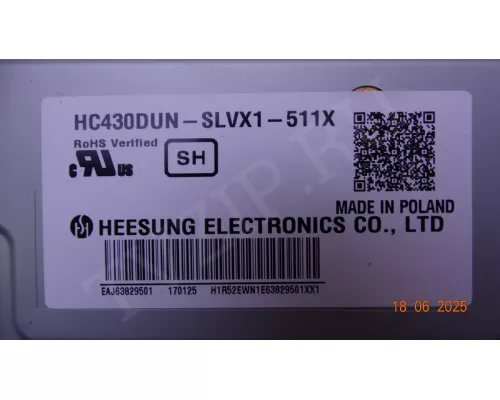 HC430DUN-SLVX1-511X
RoHS Verified
c RU US
SH
MADE IN POLAND
HEESUNG ELECTRONICS CO., LTD
EAJ63829501 170125 H1R52EWN1E63829501XX1
18 06 2025